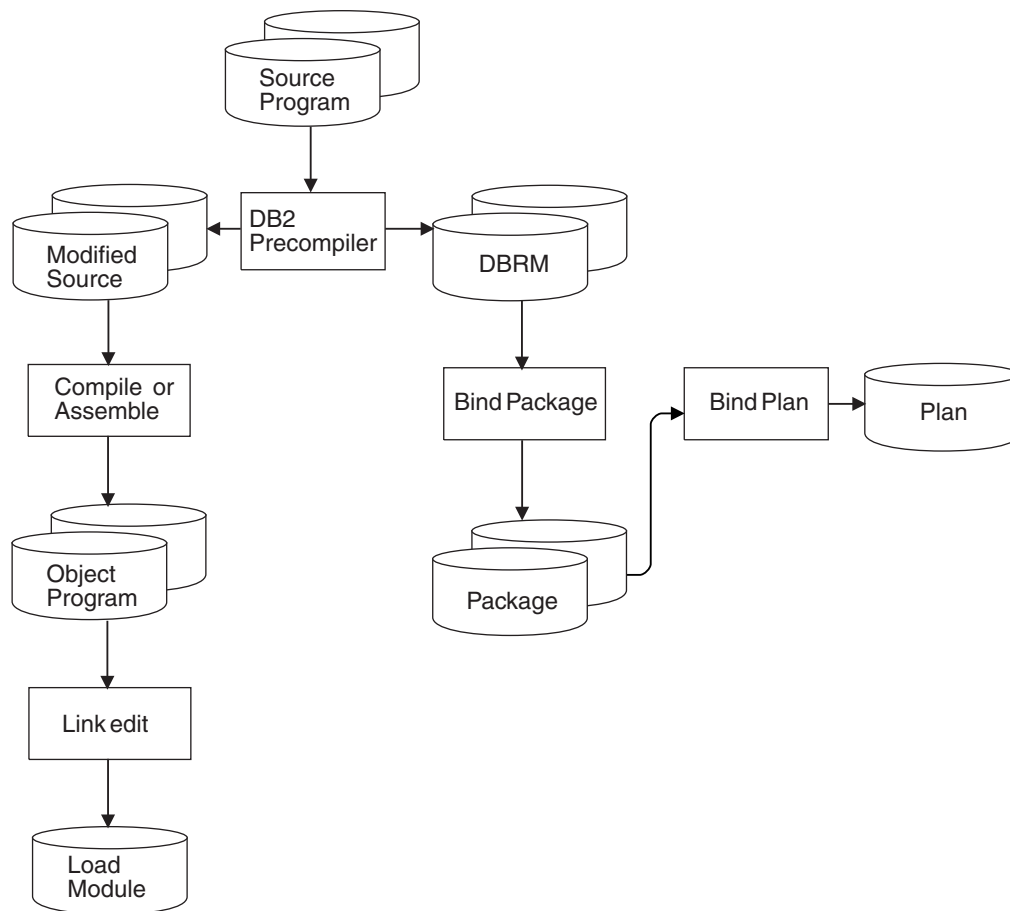 Source
Program
DB2
Precompiler
Modified
Source
DBRM
Compile or
Assemble
Bind Package
Bind Plan
Plan
Object
Program
Package
Link edit
Load
Module